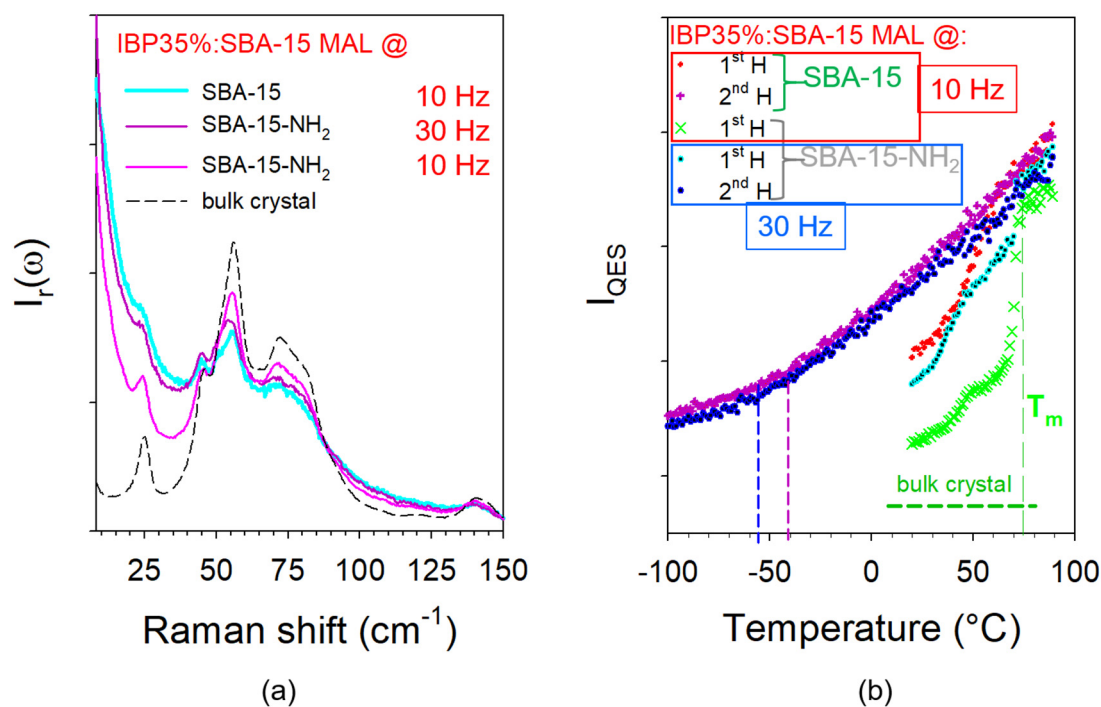 IBP35%:SBA-15 MAL @
SBA-15 10 Hz
SBA-15-NH2 30 Hz
SBA-15-NH2 10 Hz
bulk crystal
Ir(ω)
0 25 50 75 100 125 150
Raman shift (cm-1)
(a)
IBP35%:SBA-15 MAL @:
1st H
2nd H
SBA-15
10 Hz
1st H
1st H
2nd H
SBA-15-NH2
30 Hz
IQES
Tm
bulk crystal
-100 -50 0 50 100
Temperature (°C)
(b)